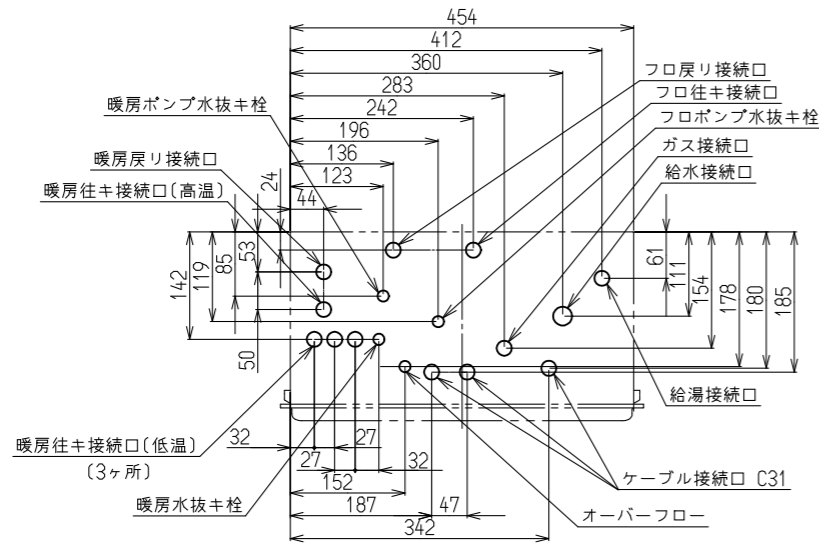 454
412
360
283
242
196
136
123
44
24
フロ戻リ接続口
フロ往キ接続口
フロポンプ水抜キ栓
ガス接続口
給水接続口
暖房ポンプ水抜キ栓
暖房戻リ接続口
暖房往キ接続口(高温)
142
119
85
53
50
61
111
154
178
180
185
給湯接続口
暖房往キ接続口(低温)
(3ヶ所)
32
27
27
32
152
187
47
342
暖房水抜キ栓
ケーブル接続口 C31
オーバーフロー